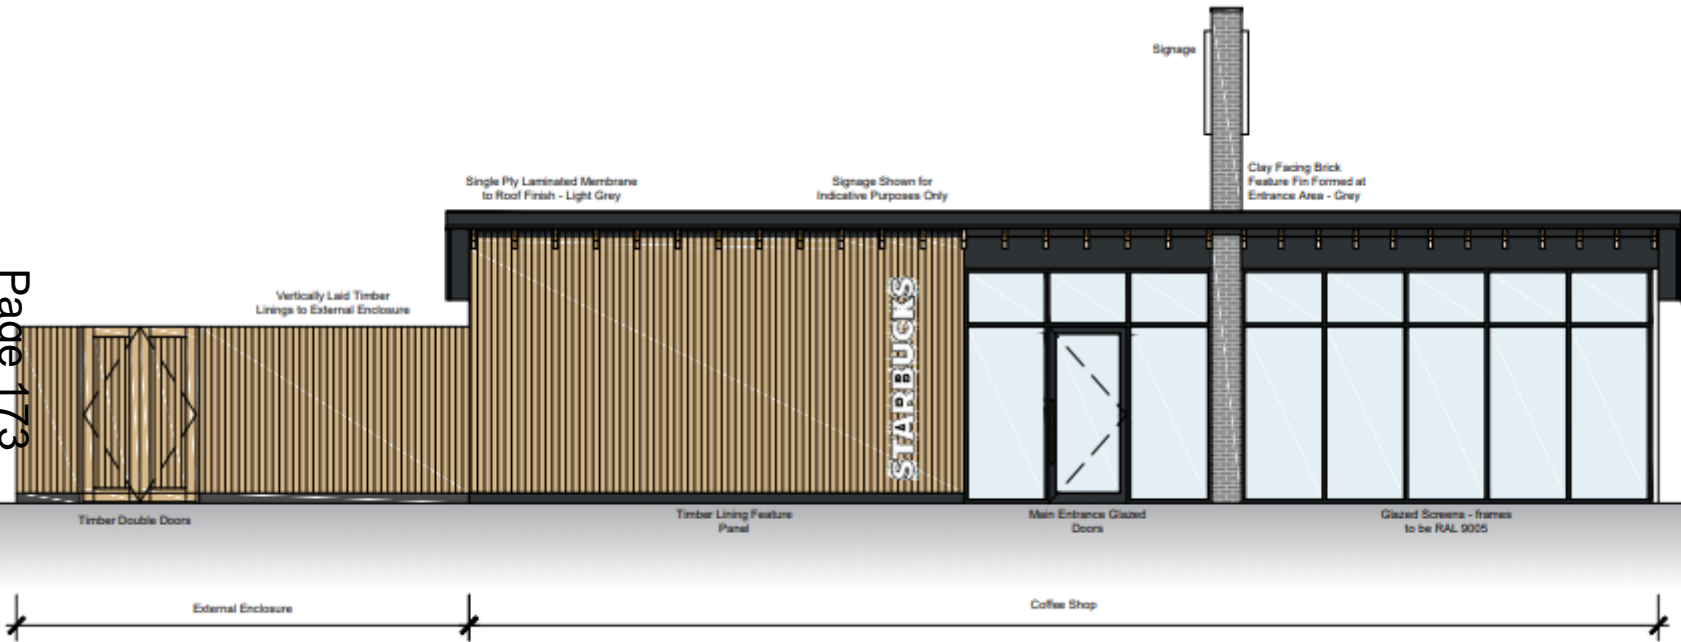 Signage
Clay Facing Brick
Feature Fin Formed at
Entrance Area - Grey
Single Ply Laminated Membrane
to Roof Finish - Light Grey
Signage Shown for
Indicative Purposes Only
Vertically Laid Timber
Linings to External Enclosure
Page 173
STARBUCKS
Timber Double Doors
Timber Lining Feature
Panel
Main Entrance Glazed
Doors
Glazed Screens - frames
to be RAL 9005
External Enclosure
Coffee Shop